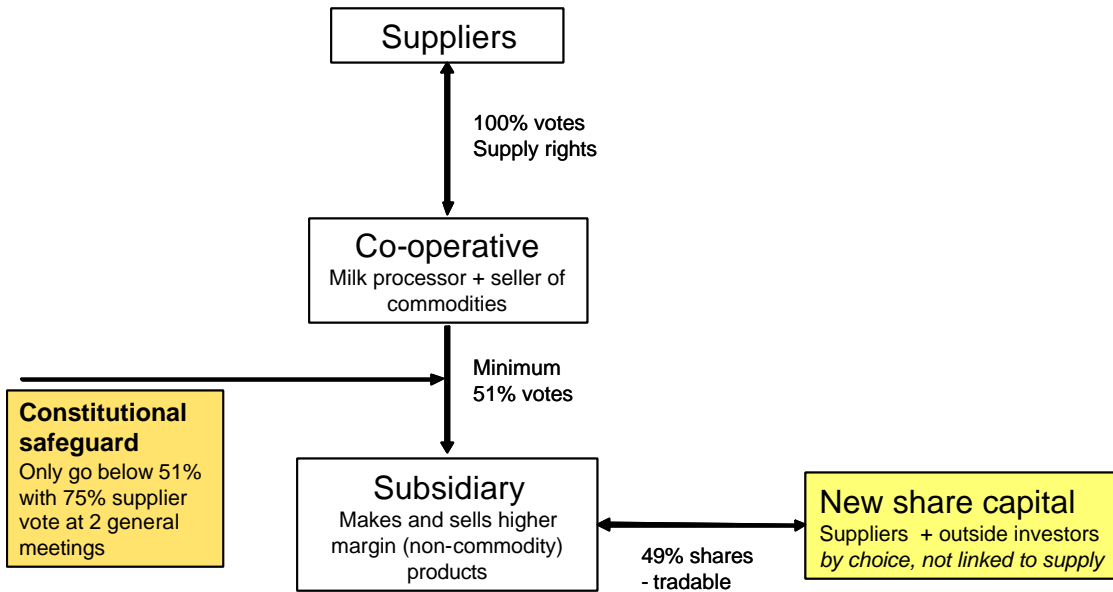 Suppliers
100% votes
Supply rights
Co-operative
Milk processor + seller of
commodities
Minimum
51% votes
Constitutional
safeguard
Only go below 51%
with 75% supplier
vote at 2 general
meetings
Subsidiary
Makes and sells higher
margin (non-commodity)
products
49% shares
- tradable
New share capital
Suppliers + outside investors
by choice, not linked to supply